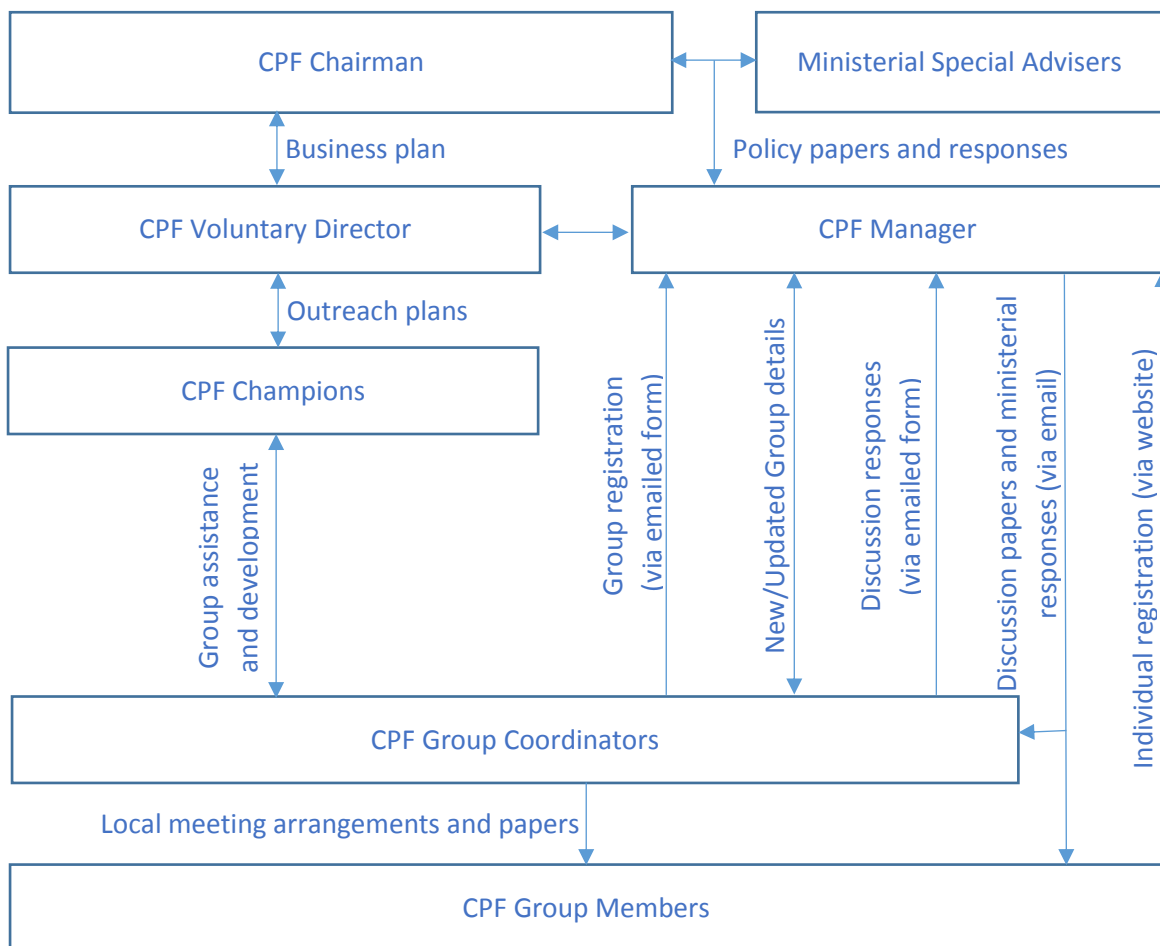 CPF Chairman
Ministerial Special Advisers
Business plan
Policy papers and responses
CPF Voluntary Director
CPF Manager
Outreach plans
CPF Champions
Group assistance
and development
Group registration
(via emailed form)
New/Updated Group details
Discussion responses
(via emailed form)
Discussion papers and ministerial
responses (via email)
Individual registration (via website)
CPF Group Coordinators
Local meeting arrangements and papers
CPF Group Members